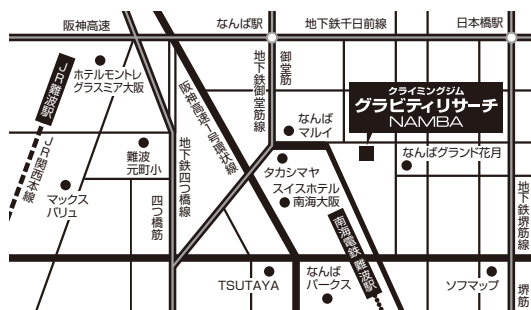 阪神高速
なんば駅
地下鉄千日前線
日本橋駅
JR難波駅
ホテルモントレ
グラスミア大阪
地下鉄御堂筋線
御堂筋
クライミングジム
グラビティリサーチ
NAMBA
阪神高速1号環状線
なんば
マルイ
なんばグランド花月
JR関西本線
難波
元町小
地下鉄四つ橋線
タカシマヤ
スイスホテル
南海大阪
マックス
バリュ
四つ橋筋
南海電鉄難波駅
地下鉄堺筋線
TSUTAYA
なんば
パークス
ソフマップ
堺筋